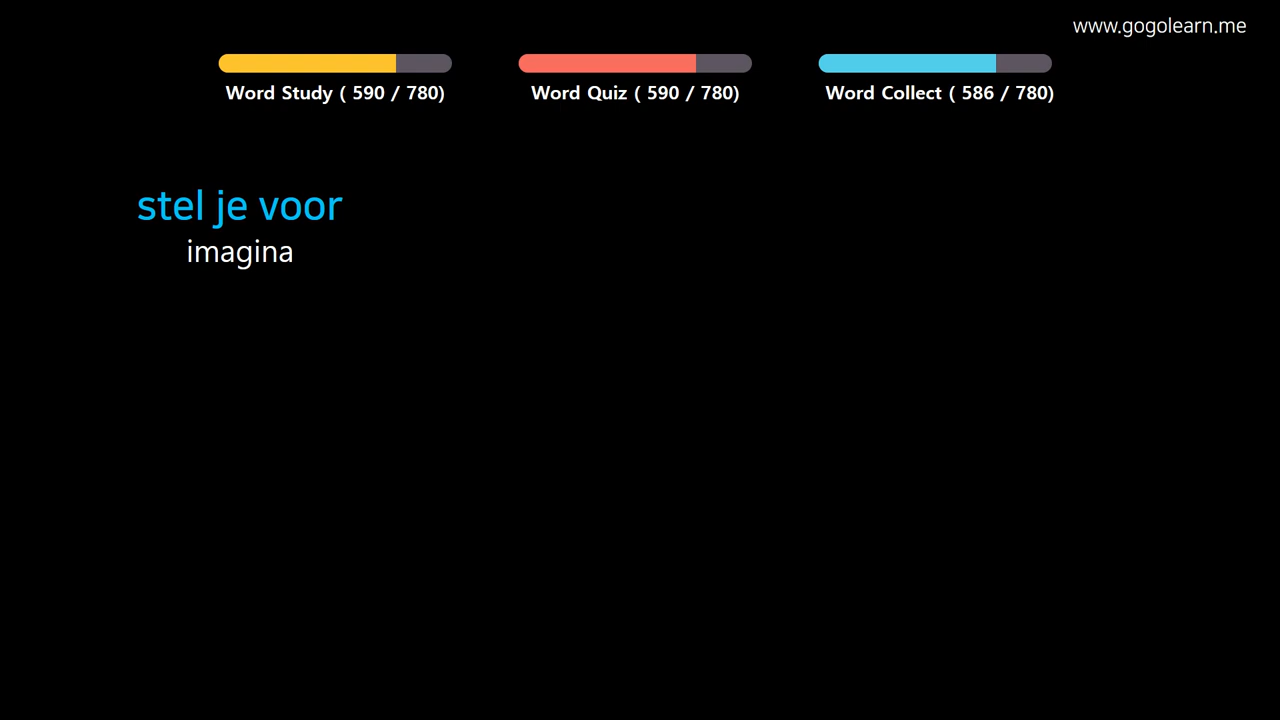 www.gogolearn.me
Word Study ( 590 / 780)
Word Quiz ( 590 / 780)
Word Collect ( 586 / 780)
stel je voor
imagina